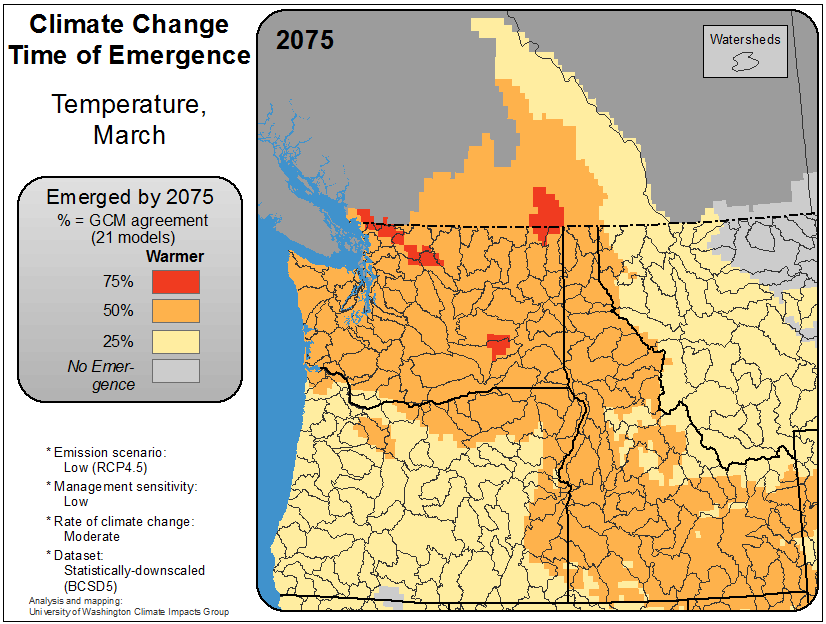 Climate Change
Time of Emergence
Temperature,
March
Emerged by 2075
% = GCM agreement
(21 models)
Warmer
75%
50%
25%
No Emer-
gence
* Emission scenario:
Low (RCP4.5)
* Management sensitivity:
Low
* Rate of climate change:
Moderate
* Dataset:
Statistically-downscaled
(BCSD5)
Analysis and mapping:
University of Washington Climate Impacts Group
2075
Watersheds